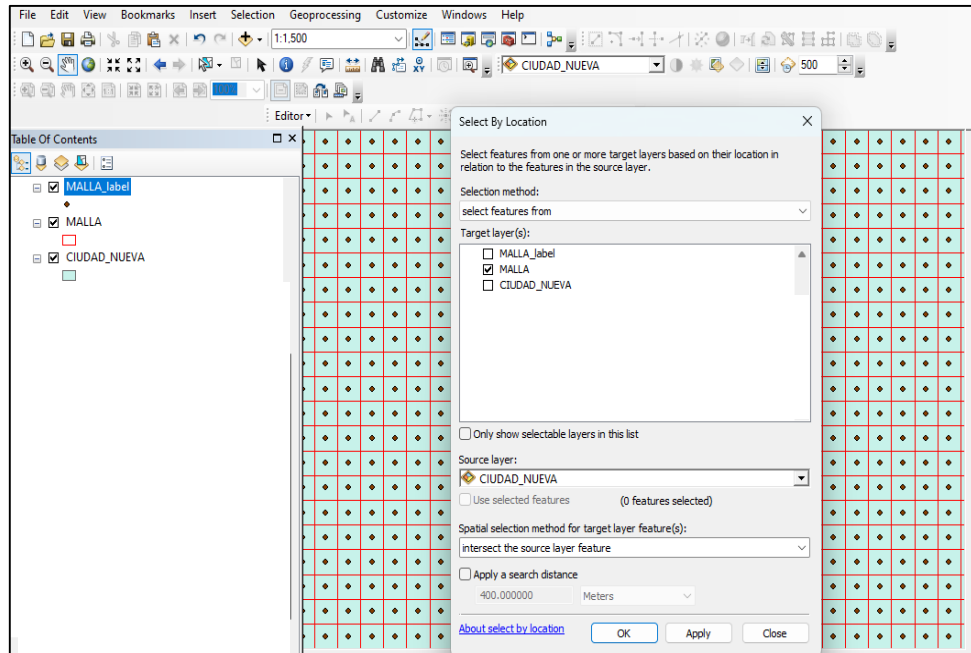 File Edit View Bookmarks Insert Selection Geoprocessing Customize Windows Help
1:1,500
CIUDAD_NUEVA
500
Editor
Table Of Contents
MALLA_label
MALLA
CIUDAD_NUEVA
Select By Location
Select features from one or more target layers based on their location in
relation to the features in the source layer.
Selection method:
select features from
Target layer(s):
MALLA_label
MALLA
CIUDAD_NUEVA
Only show selectable layers in this list
Source layer:
CIUDAD_NUEVA
Use selected features (0 features selected)
Spatial selection method for target layer feature(s):
intersect the source layer feature
Apply a search distance
400.000000 Meters
About select by location OK Apply Close